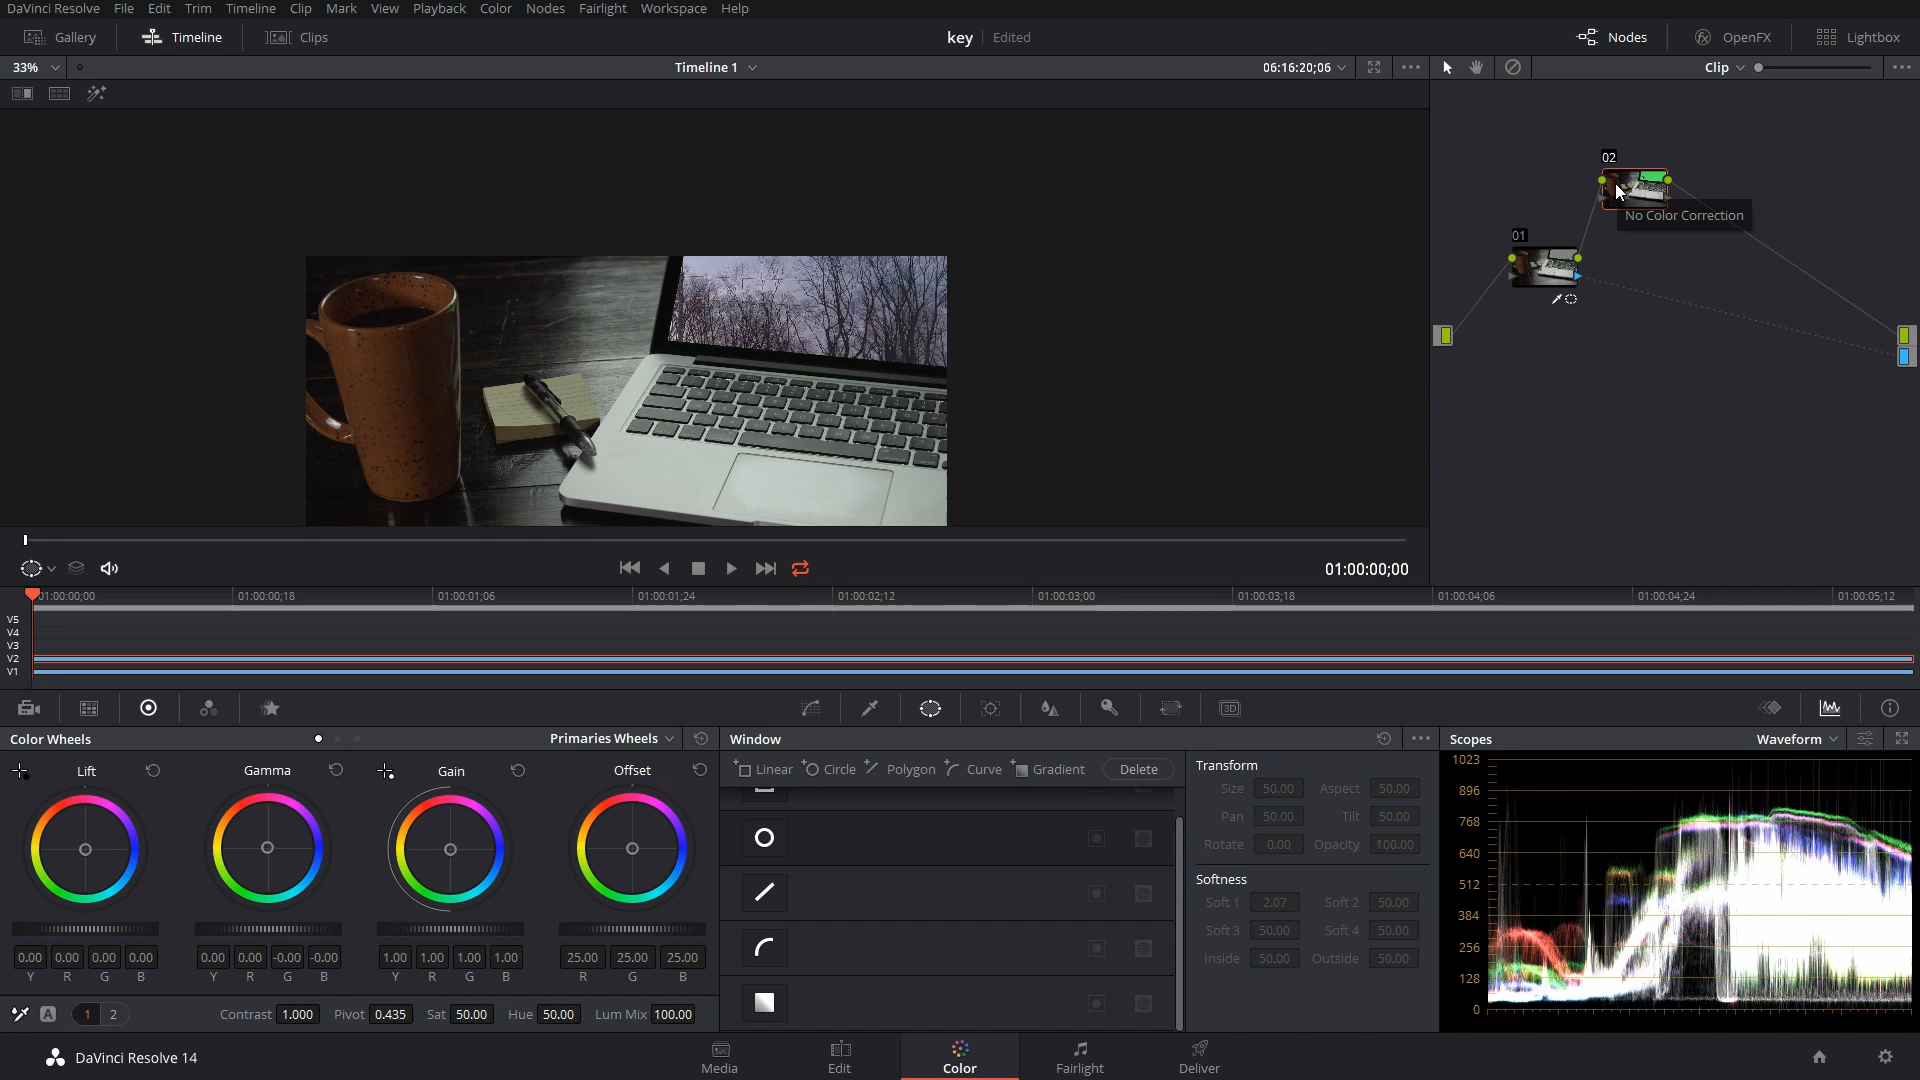 DaVinci Resolve File Edit Trim Timeline Clip Mark View Playback Color Nodes Fairlight Workspace Help
Gallery Timeline Clips key Edited Nodes OpenFX Lightbox
33% Timeline 1 06:16:20;06 Clip
02
No Color Correction
01
01:00:00;00
01:00:00;00 01:00:00;18 01:00:01;06 01:00:01;24 01:00:02;12 01:00:03;00 01:00:03;18 01:00:04;06 01:00:04;24 01:00:05;12
V5
V4
V3
V2
V1
3D
Color Wheels Primaries Wheels Window Scopes Waveform
Lift Gamma Gain Offset
Linear Circle Polygon Curve Gradient Delete
Transform
Size 50.00 Aspect 50.00
Pan 50.00 Tilt 50.00
Rotate 0.00 Opacity 100.00
Softness
Soft 1 2.07 Soft 2 50.00
Soft 3 50.00 Soft 4 50.00
Inside 50.00 Outside 50.00
1023
896
768
640
512
384
256
128
0
0.00 0.00 0.00 0.00 0.00 0.00 -0.00 -0.00 1.00 1.00 1.00 1.00 25.00 25.00 25.00
Y R G B Y R G B Y R G B R G B
A 1 2 Contrast 1.000 Pivot 0.435 Sat 50.00 Hue 50.00 Lum Mix 100.00
DaVinci Resolve 14 Media Edit Color Fairlight Deliver